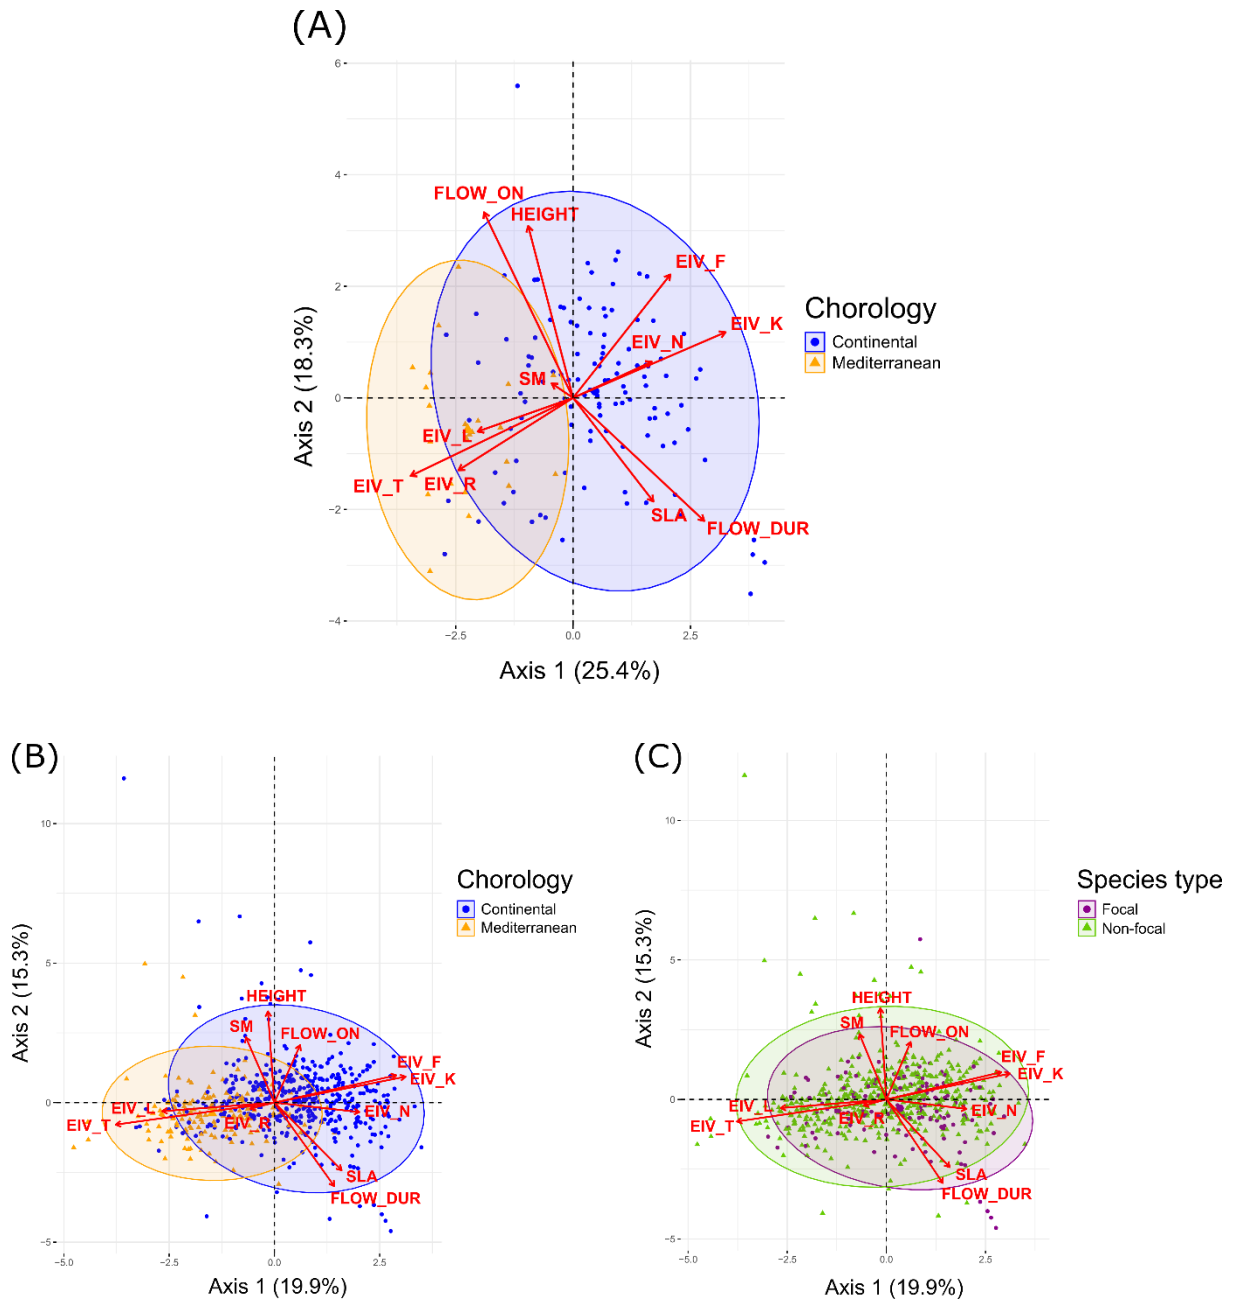 (A)
6
4
2
0
−2
−4
−2.5
0.0
2.5
Axis 2 (18.3%)
Axis 1 (25.4%)
FLOW_ON
HEIGHT
EIV_F
EIV_K
EIV_N
SM
EIV_L
EIV_T
EIV_R
SLA
FLOW_DUR
Chorology
Continental
Mediterranean
(B)
10
5
0
−5
−5.0
−2.5
0.0
2.5
Axis 2 (15.3%)
Axis 1 (19.9%)
HEIGHT
SM
FLOW_ON
EIV_F
EIV_K
EIV_L
EIV_T
EIV_R
EIV_N
SLA
FLOW_DUR
Chorology
Continental
Mediterranean
(C)
10
5
0
−5
−5.0
−2.5
0.0
2.5
Axis 2 (15.3%)
Axis 1 (19.9%)
HEIGHT
SM
FLOW_ON
EIV_F
EIV_K
EIV_L
EIV_T
EIV_R
EIV_N
SLA
FLOW_DUR
Species type
Focal
Non-focal